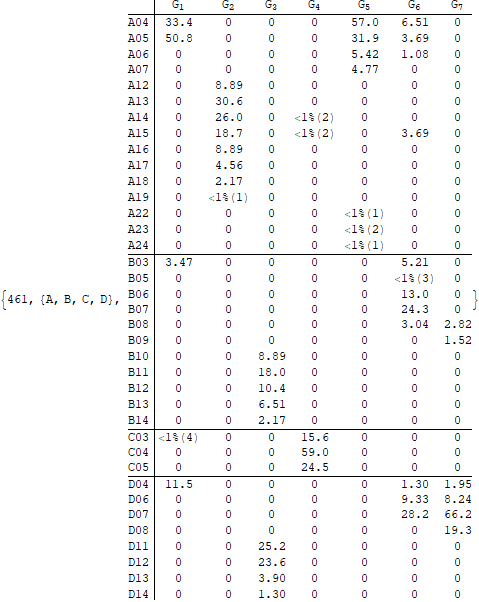 G1 G2 G3 G4 G5 G6 G7
A04 33.4 0 0 0 57.0 6.51 0
A05 50.8 0 0 0 31.9 3.69 0
A06 0 0 0 0 5.42 1.08 0
A07 0 0 0 0 4.77 0 0
A12 0 8.89 0 0 0 0 0
A13 0 30.6 0 0 0 0 0
A14 0 26.0 0 <1%(2) 0 0 0
A15 0 18.7 0 <1%(2) 0 3.69 0
A16 0 8.89 0 0 0 0 0
A17 0 4.56 0 0 0 0 0
A18 0 2.17 0 0 0 0 0
A19 0 <1%(1) 0 0 0 0 0
A22 0 0 0 0 <1%(1) 0 0
A23 0 0 0 0 <1%(2) 0 0
A24 0 0 0 0 <1%(1) 0 0
B03 3.47 0 0 0 0 5.21 0
B05 0 0 0 0 0 <1%(3) 0
{461, {A, B, C, D},
B06 0 0 0 0 0 13.0 0
}
B07 0 0 0 0 0 24.3 0
B08 0 0 0 0 0 3.04 2.82
B09 0 0 0 0 0 0 1.52
B10 0 0 8.89 0 0 0 0
B11 0 0 18.0 0 0 0 0
B12 0 0 10.4 0 0 0 0
B13 0 0 6.51 0 0 0 0
B14 0 0 2.17 0 0 0 0
C03 <1%(4) 0 0 15.6 0 0 0
C04 0 0 0 59.0 0 0 0
C05 0 0 0 24.5 0 0 0
D04 11.5 0 0 0 0 1.30 1.95
D06 0 0 0 0 0 9.33 8.24
D07 0 0 0 0 0 28.2 66.2
D08 0 0 0 0 0 0 19.3
D11 0 0 25.2 0 0 0 0
D12 0 0 23.6 0 0 0 0
D13 0 0 3.90 0 0 0 0
D14 0 0 1.30 0 0 0 0